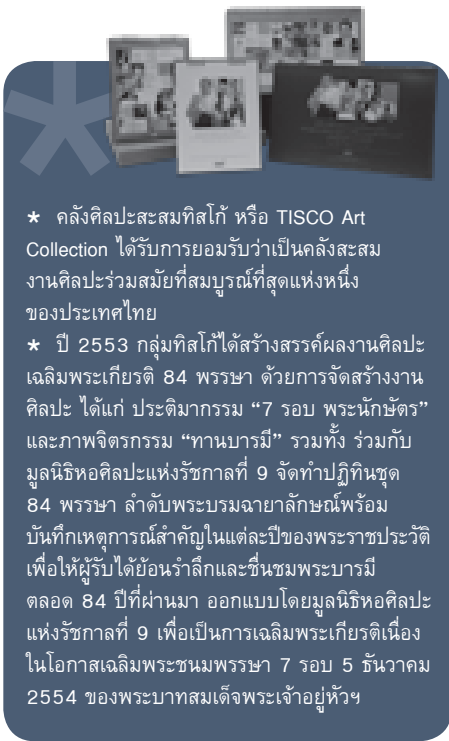 ★ คลังศิลปะสะสมทิสโก้ หรือ TISCO Art
Collection ได้รับการยอมรับว่าเป็นคลังสะสม
งานศิลปะร่วมสมัยที่สมบูรณ์ที่สุดแห่งหนึ่ง
ของประเทศไทย
★ ปี 2553 กลุ่มทิสโก้ได้สร้างสรรค์ผลงานศิลปะ
เฉลิมพระเกียรติ 84 พรรษา ด้วยการจัดสร้างงาน
ศิลปะ ได้แก่ ประติมากรรม “7 รอบ พระนักษัตร”
และภาพจิตรกรรม “ทานบารมี” รวมทั้ง ร่วมกับ
มูลนิธิหอศิลปะแห่งรัชกาลที่ 9 จัดทำปฏิทินชุด
84 พรรษา ลำดับพระบรมฉายาลักษณ์พร้อม
บันทึกเหตุการณ์สำคัญในแต่ละปีของพระราชประวัติ
เพื่อให้ผู้รับได้ย้อนรำลึกและชื่นชมพระบารมี
ตลอด 84 ปีที่ผ่านมา ออกแบบโดยมูลนิธิหอศิลปะ
แห่งรัชกาลที่ 9 เพื่อเป็นการเฉลิมพระเกียรติเนื่อง
ในโอกาสเฉลิมพระชนมพรรษา 7 รอบ 5 ธันวาคม
2554 ของพระบาทสมเด็จพระเจ้าอยู่หัวฯ